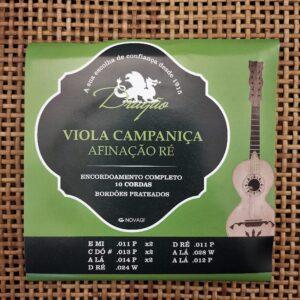 A sua escolha de confiança desde 1915
Dragão
VIOLA CAMPANIÇA
AFINAÇÃO RÉ
ENCORDOAMENTO COMPLETO
10 CORDAS
BORDÕES PRATEADOS
NOVAGI
E MI .011 P x2
C DÓ # .013 P x2
A LÁ .014 P x2
D RÉ .024 W
D RÉ .011 P
A LÁ .028 W
A LÁ .012 P